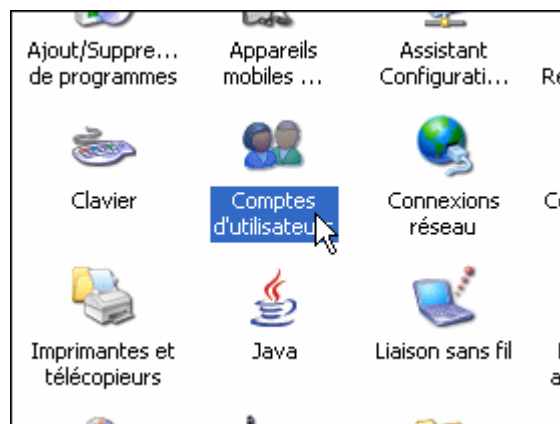 Ajout/Suppre...
de programmes
Appareils
mobiles ...
Assistant
Configurati...
Clavier
Comptes
d'utilisateurs
Connexions
réseau
Imprimantes et
télécopieurs
Java
Liaison sans fil